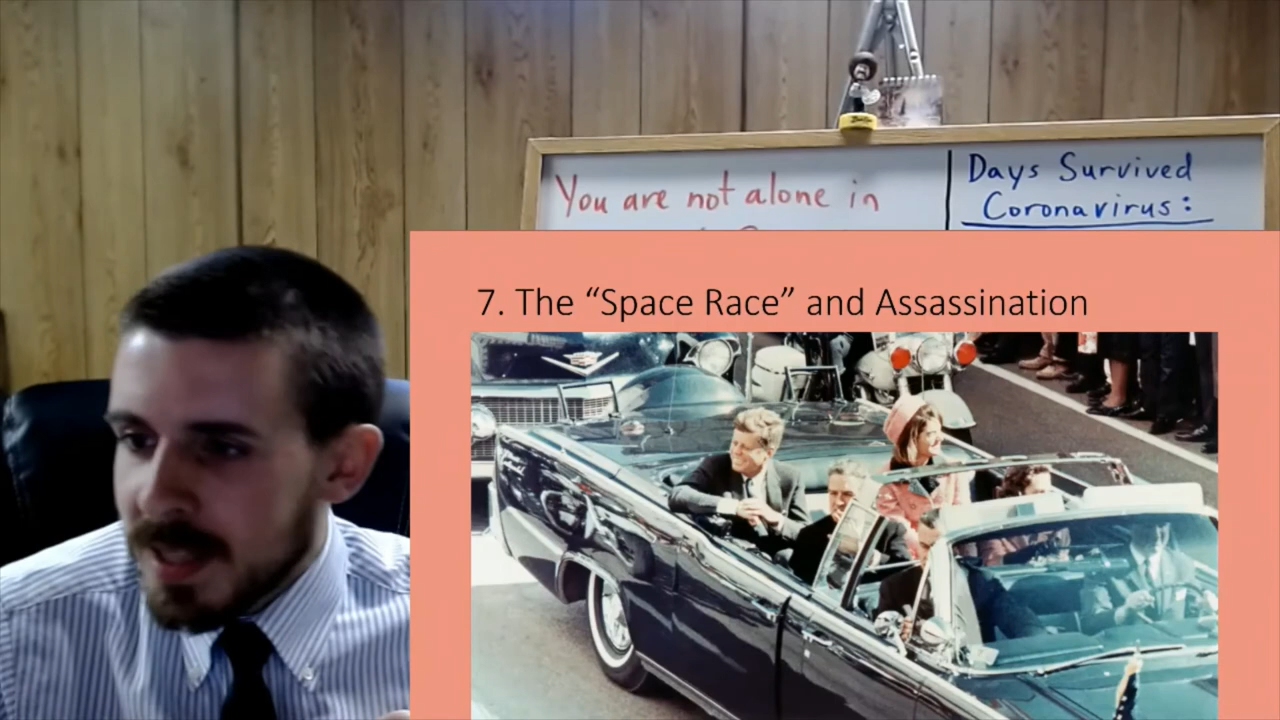 You are not alone in
Days Survived
Coronavirus:
7. The “Space Race” and Assassination